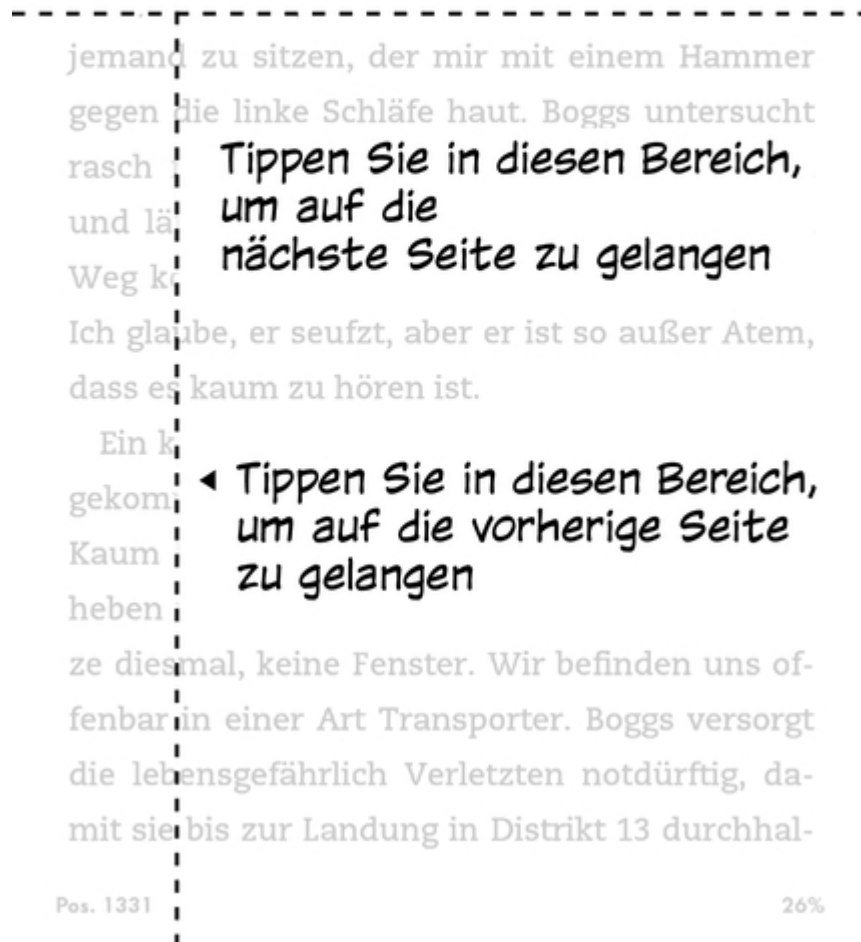 jemand zu sitzen, der mir mit einem Hammer
gegen die linke Schläfe haut. Boggs untersucht
rasch
Tippen Sie in diesen Bereich,
um auf die
nächste Seite zu gelangen
und lä
Weg
Ich glaube, er seufzt, aber er ist so außer Atem,
dass es kaum zu hören ist.
Ein k
gekom
Tippen Sie in diesen Bereich,
um auf die vorherige Seite
zu gelangen
Kaum
heben
ze diesmal, keine Fenster. Wir befinden uns of-
fenbar in einer Art Transporter. Boggs versorgt
die lebensgefährlich Verletzten notdürftig, da-
mit sie bis zur Landung in Distrikt 13 durchhal-
Pos. 1331 26%